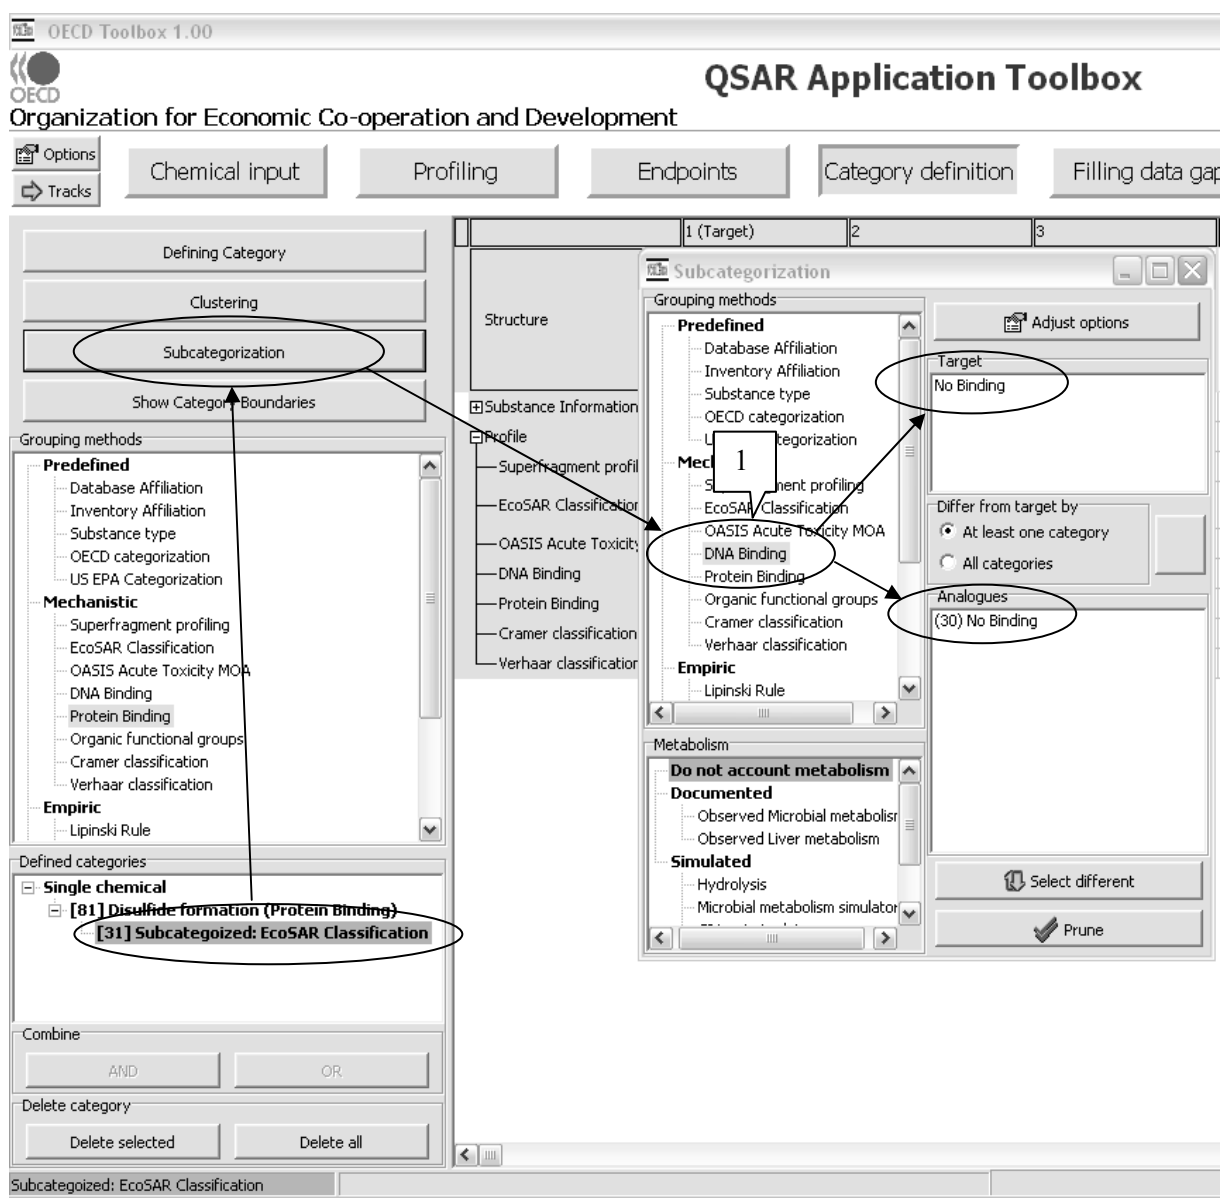 OECD Toolbox 1.00
OECD
QSAR Application Toolbox
Organization for Economic Co-operation and Development
Options
Tracks
Chemical input
Profiling
Endpoints
Category definition
Filling data gap
Defining Category
Clustering
Subcategorization
Show Category Boundaries
Grouping methods
Predefined
Database Affiliation
Inventory Affiliation
Substance type
OECD categorization
US EPA Categorization
Mechanistic
Superfragment profiling
EcoSAR Classification
OASIS Acute Toxicity MOA
DNA Binding
Protein Binding
Organic functional groups
Cramer classification
Verhaar classification
Empiric
Lipinski Rule
Defined categories
Single chemical
[81] Disulfide formation (Protein Binding)
[31] Subcategoized: EcoSAR Classification
Combine
AND
OR
Delete category
Delete selected
Delete all
Subcategoized: EcoSAR Classification
1 (Target)
2
3
Structure
Substance Information
Profile
Superfragment profil
EcoSAR Classification
OASIS Acute Toxicity
DNA Binding
Protein Binding
Cramer classification
Verhaar classification
Subcategorization
Grouping methods
Predefined
Database Affiliation
Inventory Affiliation
Substance type
OECD categorization
U tegorization
Mec
S ment profiling
EcoSAR Classification
OASIS Acute Toxicity MOA
DNA Binding
Protein Binding
Organic functional groups
Cramer classification
Verhaar classification
Empiric
Lipinski Rule
1
Metabolism
Do not account metabolism
Documented
Observed Microbial metabolisr
Observed Liver metabolism
Simulated
Hydrolysis
Microbial metabolism simulator
Adjust options
Target
No Binding
Differ from target by
At least one category
All categories
Analogues
(30) No Binding
Select different
Prune